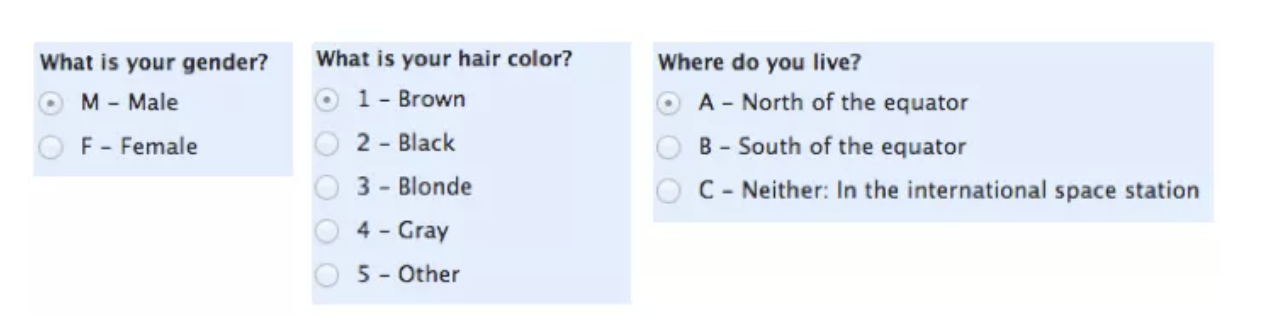 What is your gender?
M – Male
F – Female
What is your hair color?
1 – Brown
2 – Black
3 – Blonde
4 – Gray
5 – Other
Where do you live?
A – North of the equator
B – South of the equator
C – Neither: In the international space station